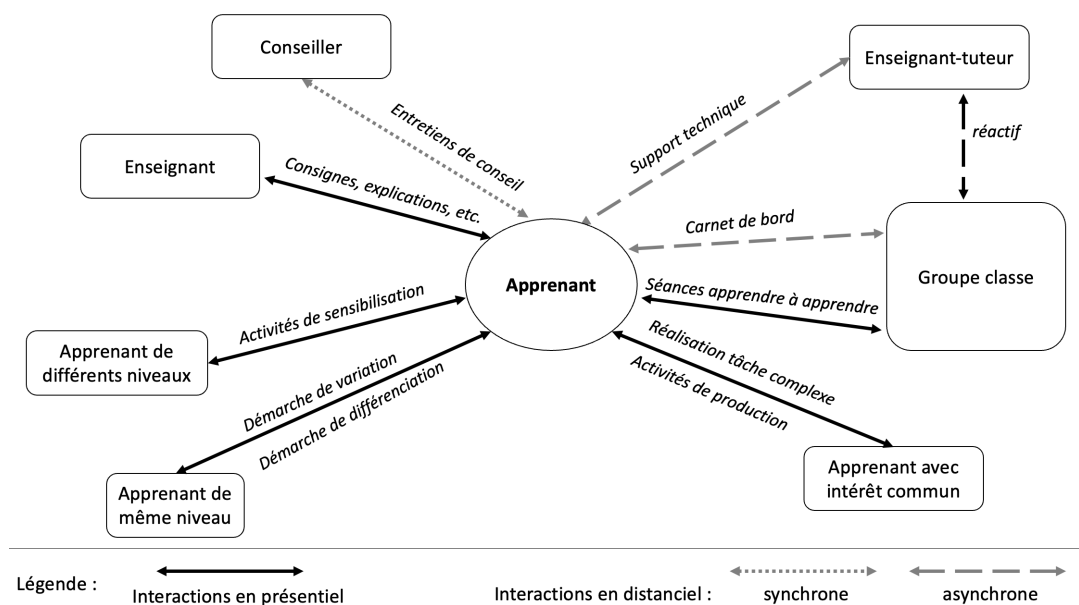 Conseiller
Enseignant-tuteur
Entretiens de conseil
Support technique
réactif
Enseignant
Consignes, explications, etc.
Carnet de bord
Groupe classe
Apprenant
Séances apprendre à apprendre
Activités de sensibilisation
Apprenant de
différents niveaux
Réalisation tâche complexe
Activités de production
Démarche de variation
Démarche de différenciation
Apprenant avec
intérêt commun
Apprenant de
même niveau
Légende :
Interactions en présentiel
Interactions en distanciel :
synchrone
asynchrone